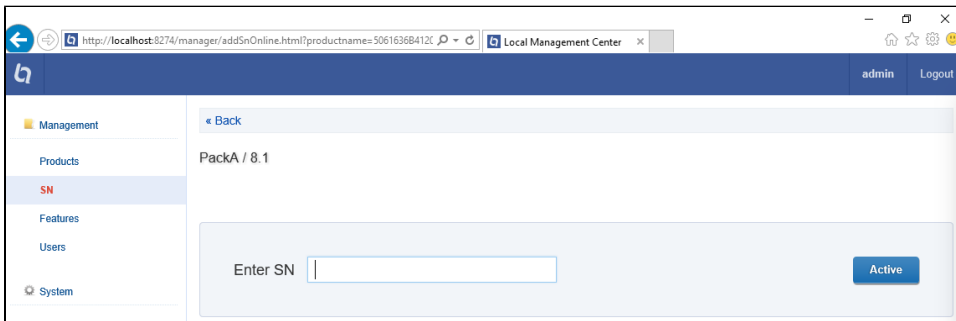 http://localhost:8274/manager/addSnOnline.html?productname=5061636B412C
Local Management Center
admin
Logout
Management
« Back
Products
PackA / 8.1
SN
Features
Users
Enter SN
Active
System